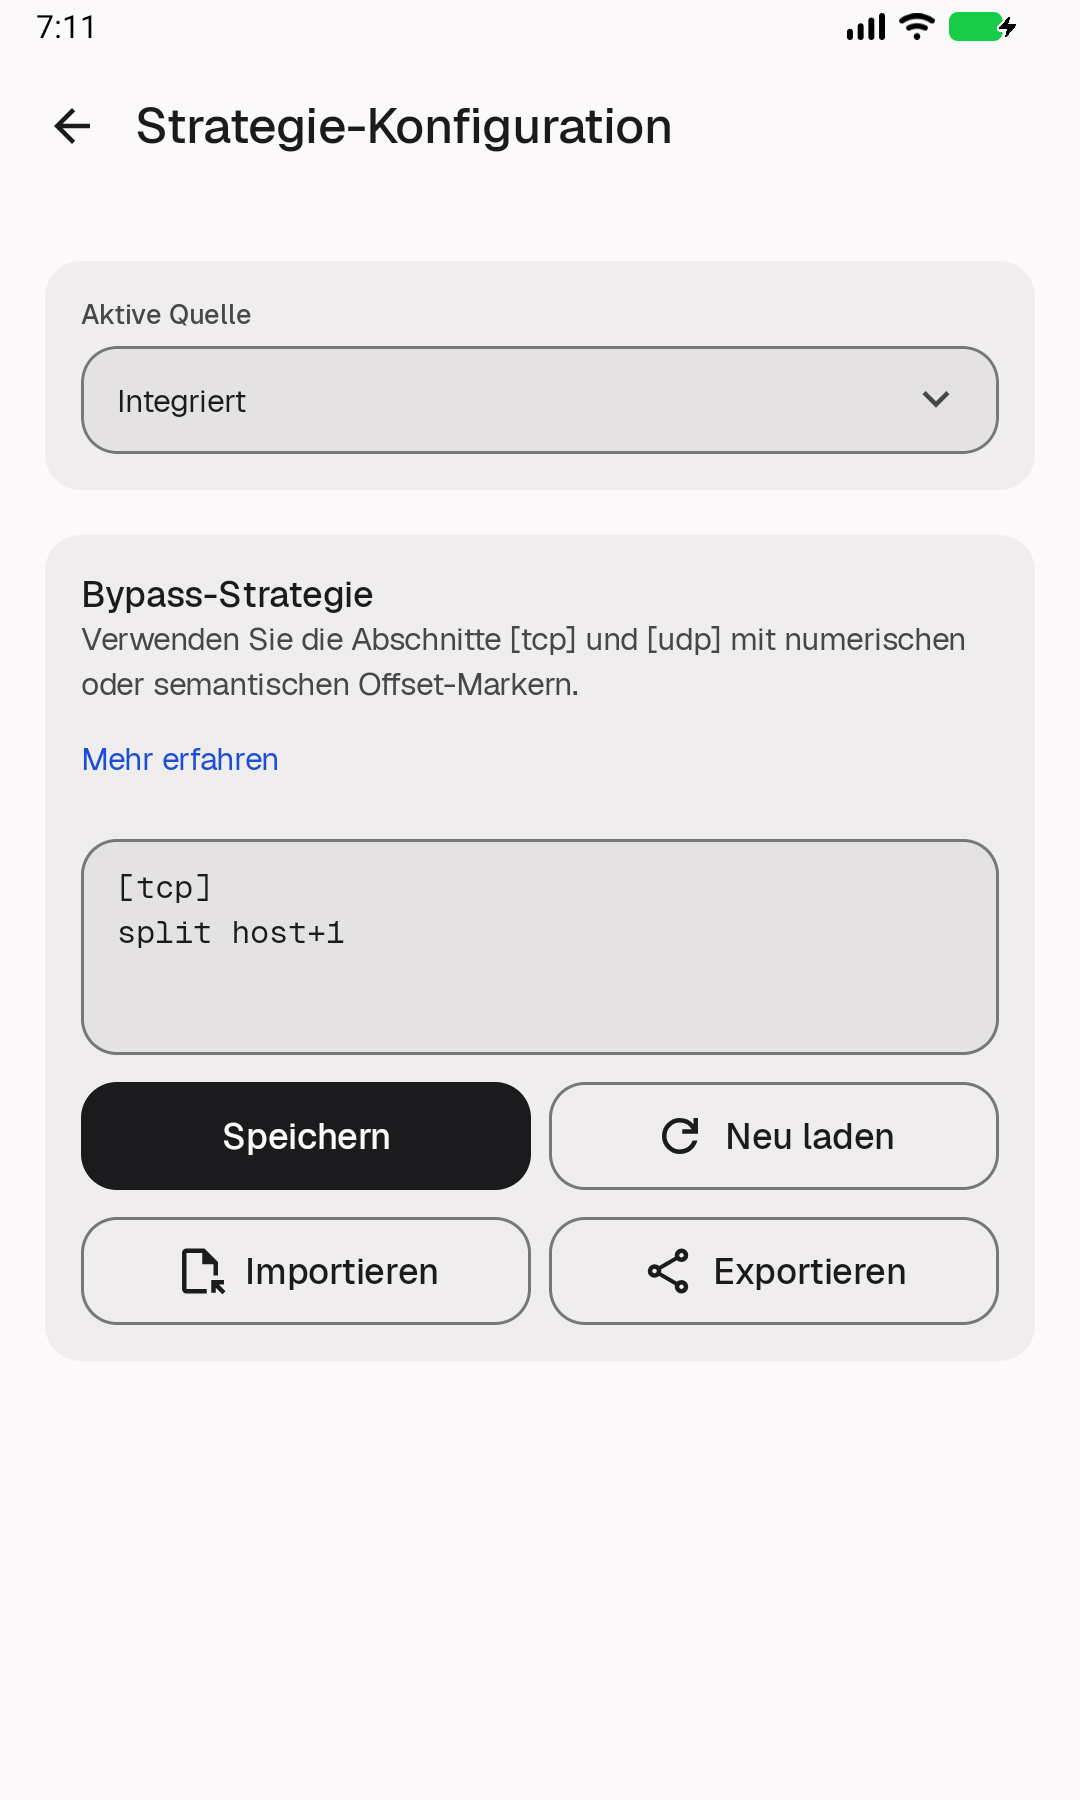 7:11
Strategie-Konfiguration
Aktive Quelle
Integriert
Bypass-Strategie
Verwenden Sie die Abschnitte [tcp] und [udp] mit numerischen
oder semantischen Offset-Markern.
Mehr erfahren
[tcp]
split host+1
Speichern
Neu laden
Importieren
Exportieren